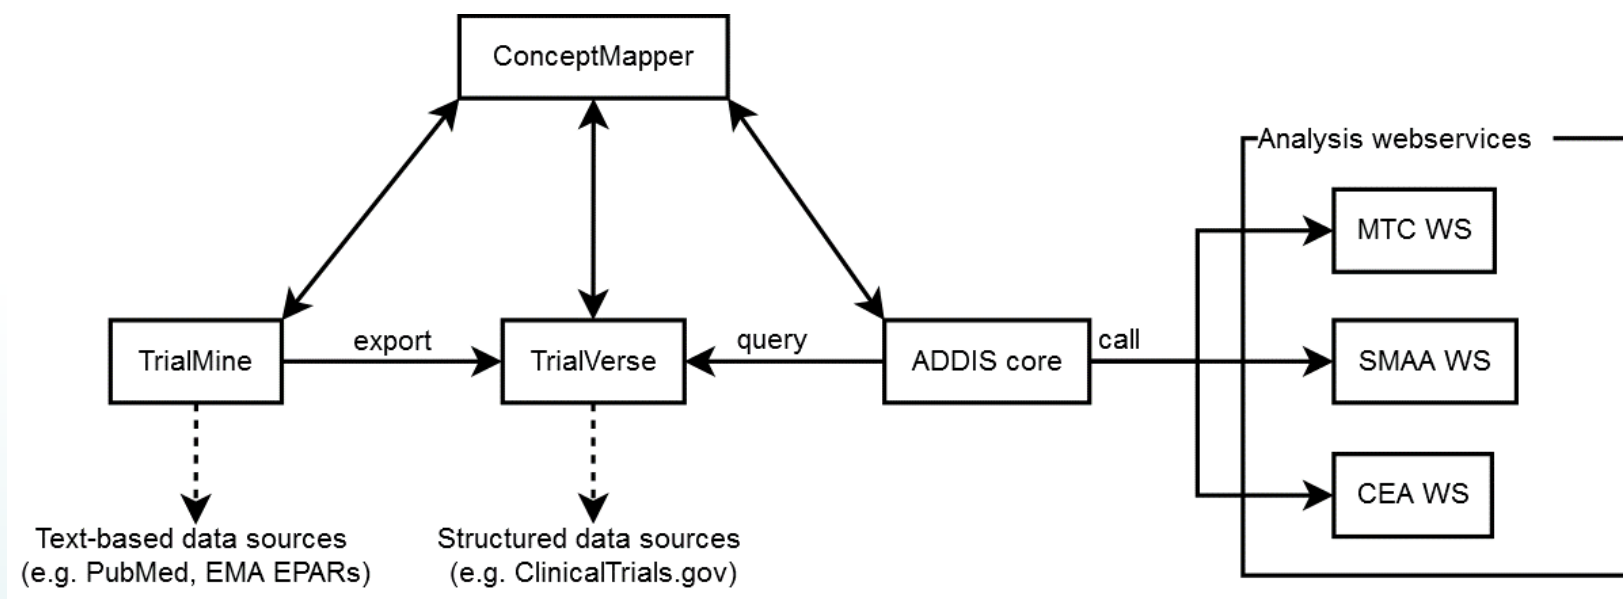 ConceptMapper
Analysis webservices
MTC WS
export
query
call
TrialMine
TrialVerse
ADDIS core
SMAA WS
CEA WS
Text-based data sources
(e.g. PubMed, EMA EPARs)
Structured data sources
(e.g. ClinicalTrials.gov)